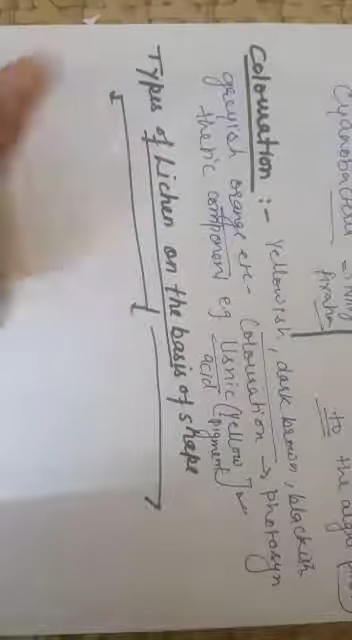 Cyanobacteria
to the algal
Colouration :- Yellowish, dark brown, blackish
greyish orange etc- Colouration → photosyn
thetic component eg Usnic (Yellow
acid pigment)
Types of Lichen on the basis of shape